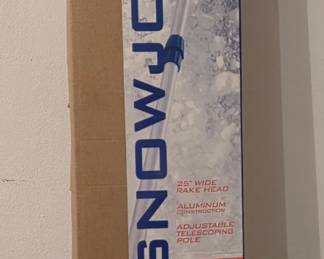 SNOWJO
25" WIDE
RAKE HEAD
ALUMINUM
CONSTRUCTION
ADJUSTABLE
TELESCOPING
POLE